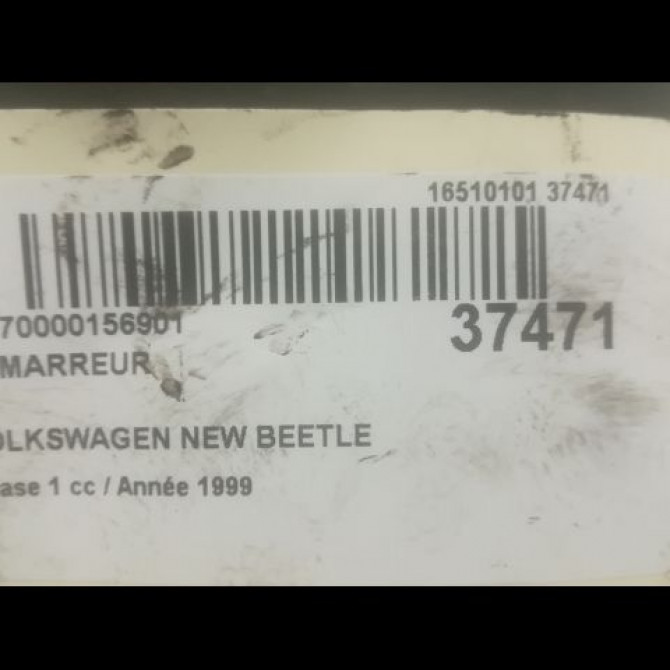 16510101 37471
70000156901
37471
MARREUR
OLKSWAGEN NEW BEETLE
ase 1 cc / Année 1999